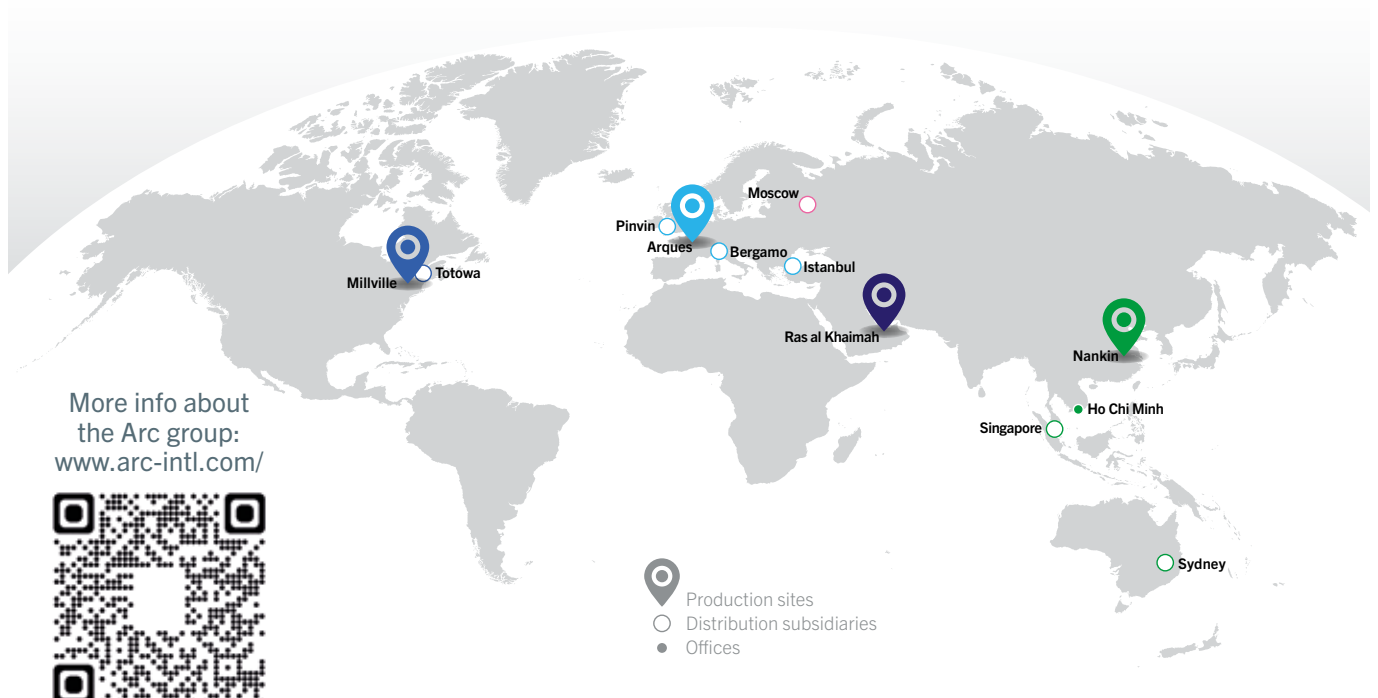 Moscow
Pinvin
Arques
Bergamo
Istanbul
Millville
Totowa
Ras al Khaimah
Nankin
Ho Chi Minh
Singapore
Sydney
More info about
the Arc group:
www.arc-intl.com/
Production sites
Distribution subsidiaries
Offices